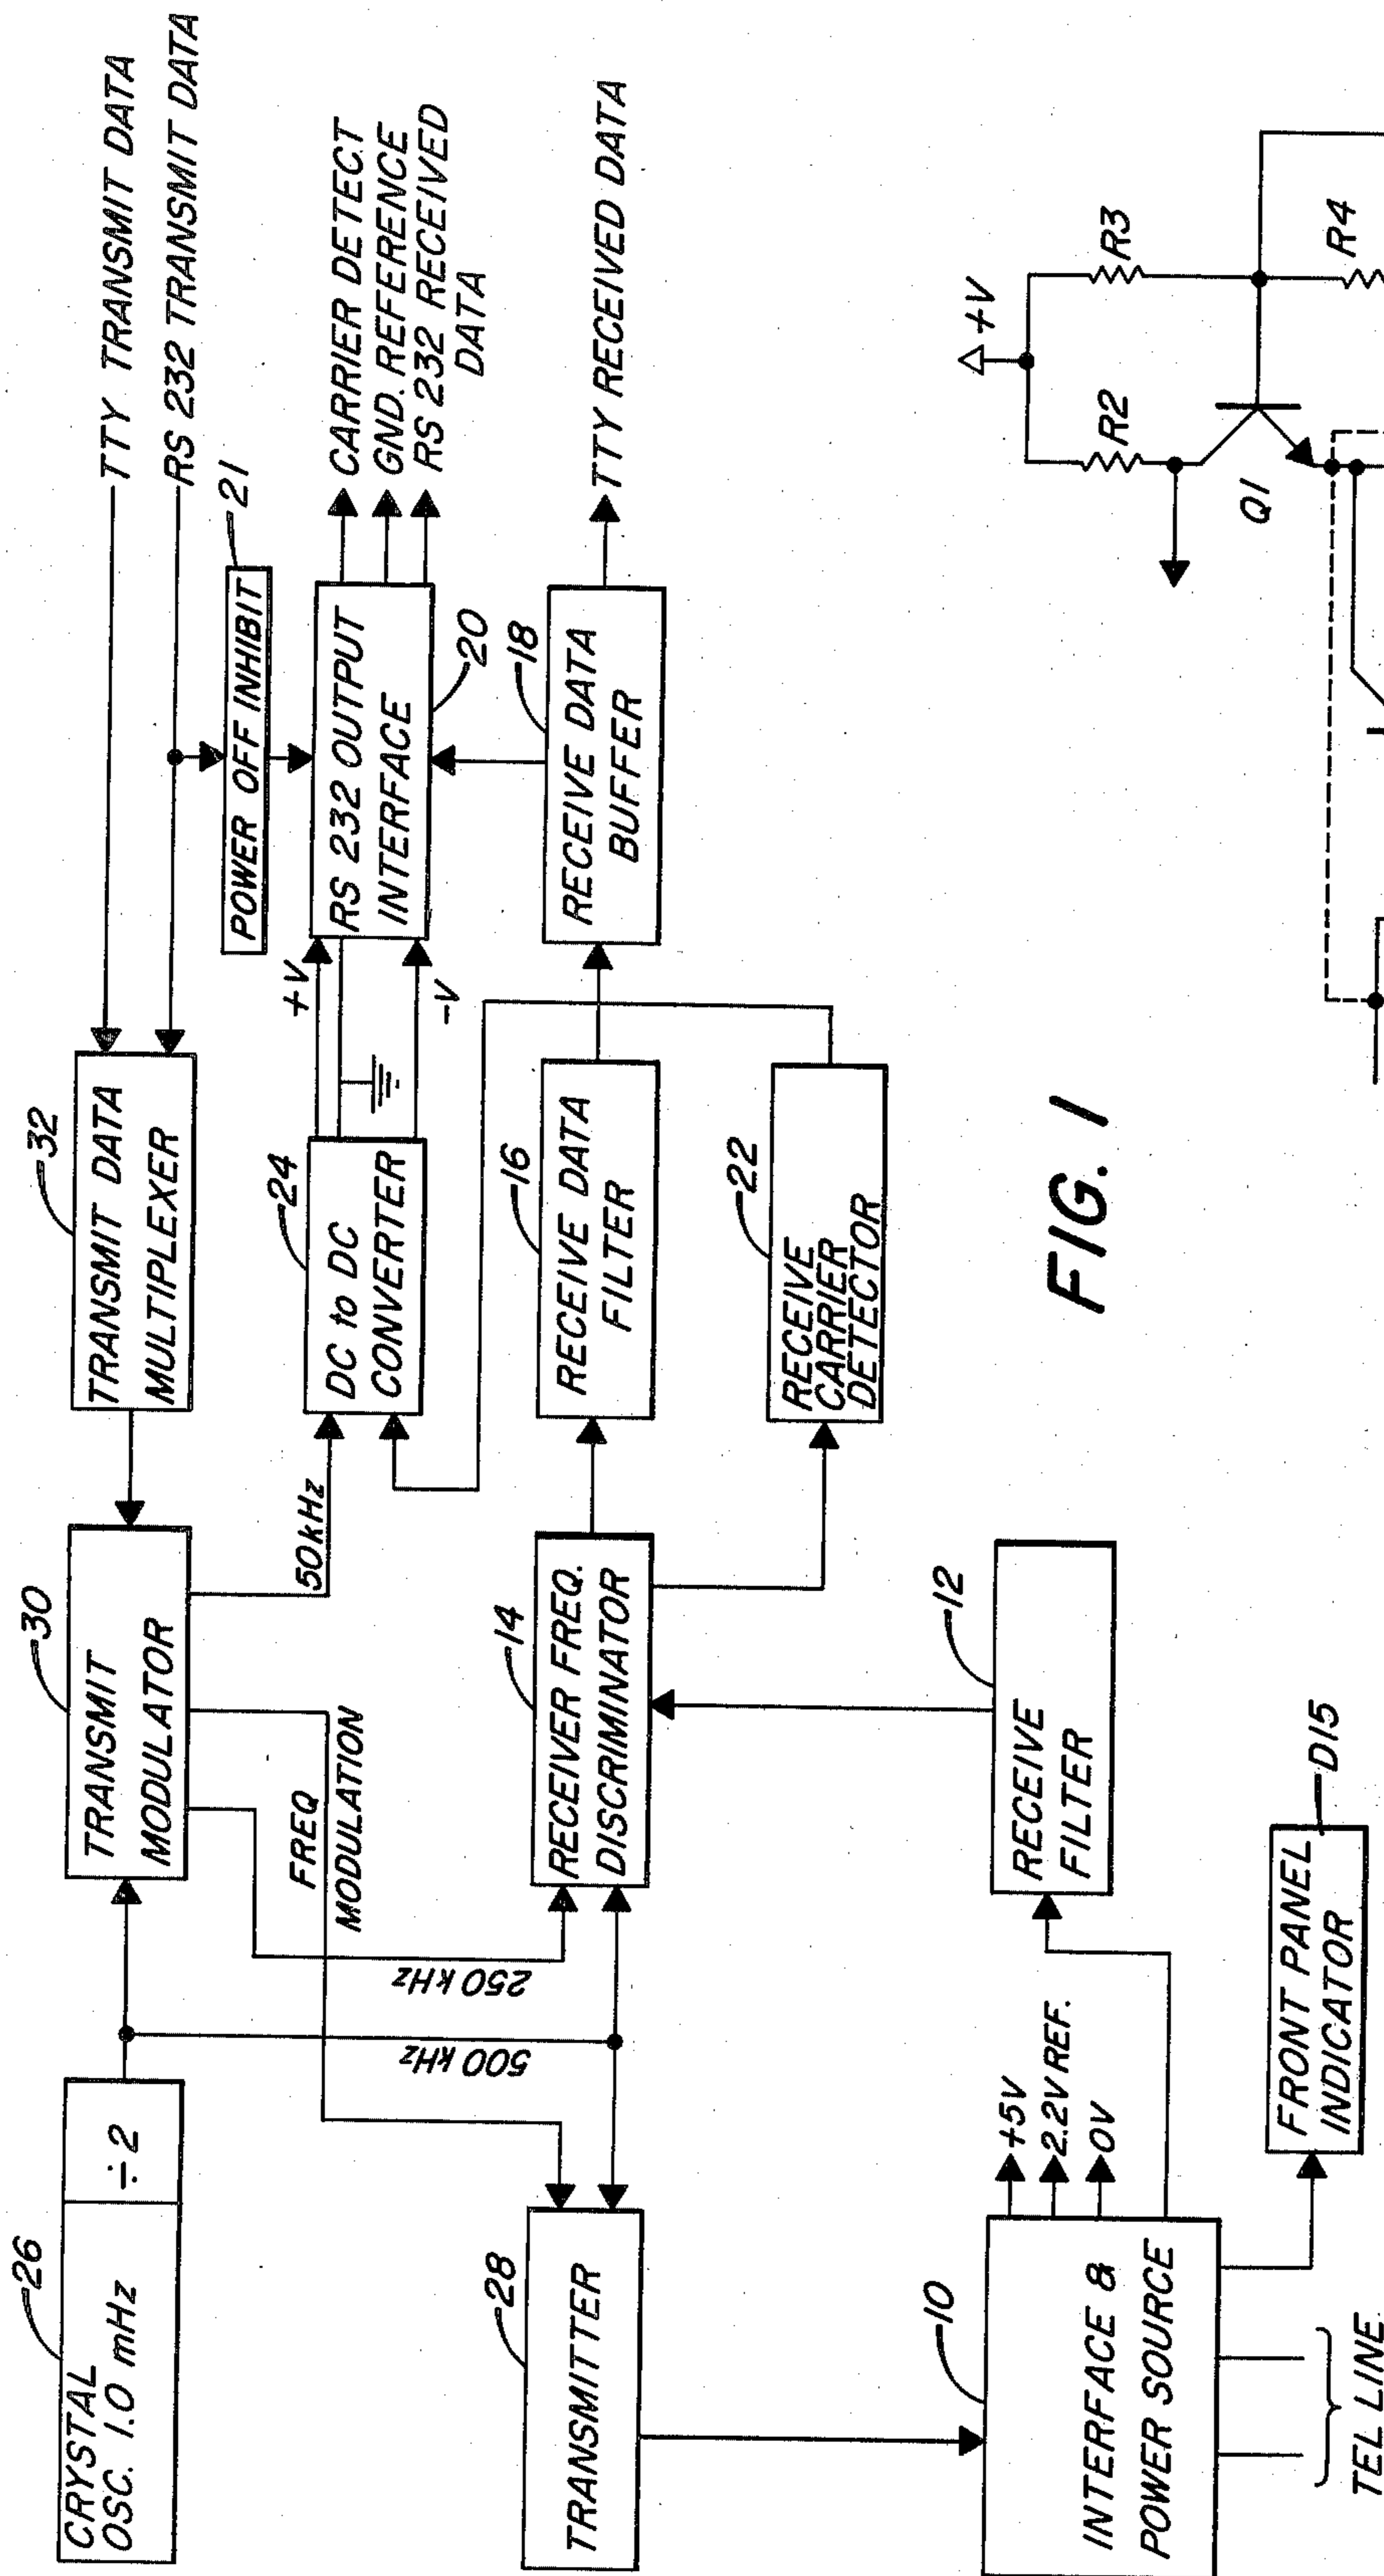 CRYSTAL
OSC. 1.0 mHz
÷2
26
TRANSMIT
MODULATOR
30
TRANSMIT DATA
MULTIPLEXER
32
TTY TRANSMIT DATA
RS 232 TRANSMIT DATA
POWER OFF INHIBIT
21
50kHz
FREQ
MODULATION
250 kHz
500 kHz
DC to DC
CONVERTER
24
+V
-V
RS 232 OUTPUT
INTERFACE
20
CARRIER DETECT
GND. REFERENCE
RS 232 RECEIVED
DATA
TRANSMITTER
28
RECEIVER FREQ.
DISCRIMINATOR
14
RECEIVE DATA
FILTER
16
RECEIVE DATA
BUFFER
18
TTY RECEIVED DATA
RECEIVE
CARRIER
DETECTOR
22
INTERFACE &
POWER SOURCE
10
+5V
2.2V REF.
0V
RECEIVE
FILTER
12
FRONT PANEL
INDICATOR
D15
TEL LINE
FIG. 1
+V
R2
R3
Q1
R4